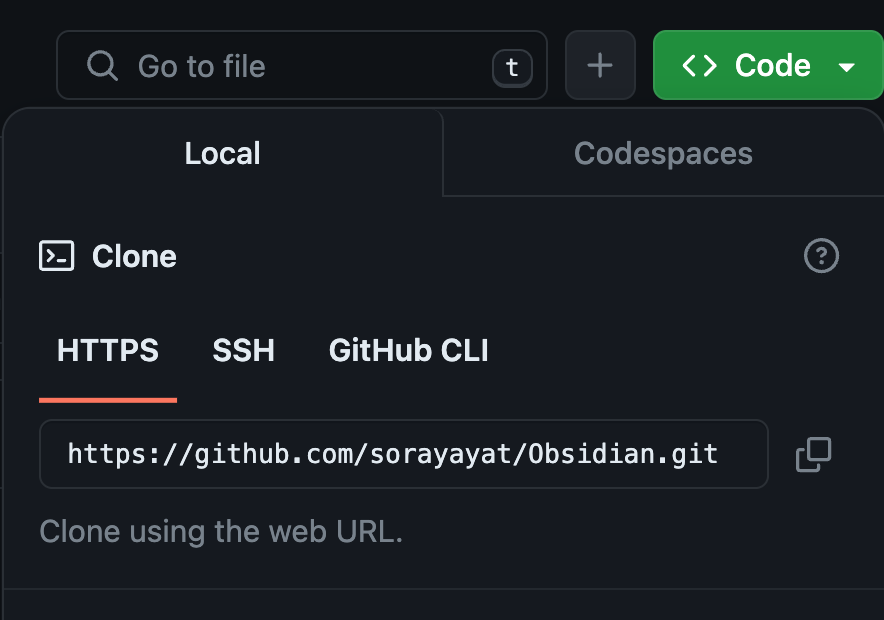 Go to file t Code
Local Codespaces
Clone
HTTPS SSH GitHub CLI
https://github.com/sorayayat/Obsidian.git
Clone using the web URL.